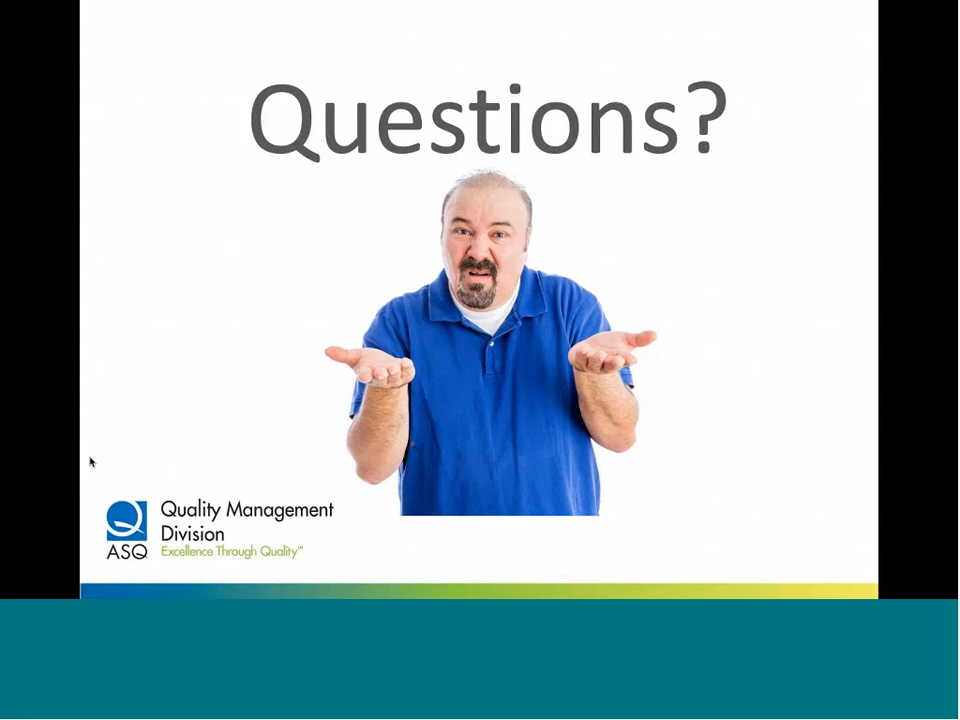 Questions?
Quality Management
Division
ASQ
Excellence Through Quality™